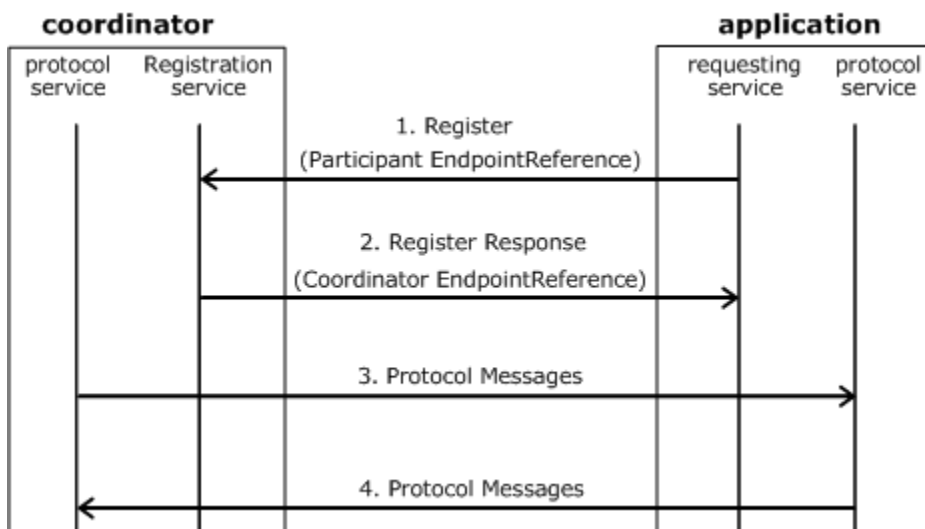 coordinator
application
protocol
service
Registration
service
requesting
service
protocol
service
1. Register
(Participant EndpointReference)
2. Register Response
(Coordinator EndpointReference)
3. Protocol Messages
4. Protocol Messages